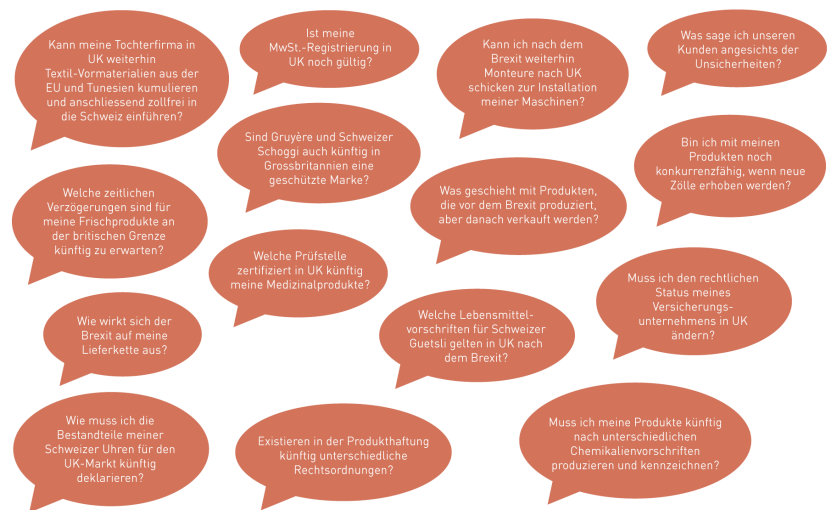 Kann meine Tochterfirma in
UK weiterhin
Textil-Vormaterialien aus der
EU und Tunesien kumulieren
und anschliessend zollfrei in
die Schweiz einführen?
Ist meine
MwSt.-Registrierung in
UK noch gültig?
Kann ich nach dem
Brexit weiterhin
Monteure nach UK
schicken zur Installation
meiner Maschinen?
Was sage ich unseren
Kunden angesichts der
Unsicherheiten?
Sind Gruyère und Schweizer
Schoggi auch künftig in
Grossbritannien eine
geschützte Marke?
Bin ich mit meinen
Produkten noch
konkurrenzfähig, wenn neue
Zölle erhoben werden?
Welche zeitlichen
Verzögerungen sind für
meine Frischprodukte an
der britischen Grenze
künftig zu erwarten?
Was geschieht mit Produkten,
die vor dem Brexit produziert,
aber danach verkauft werden?
Welche Prüfstelle
zertifiziert in UK künftig
meine Medizinalprodukte?
Muss ich den rechtlichen
Status meines
Versicherungs-
unternehmens in UK
ändern?
Wie wirkt sich der
Brexit auf meine
Lieferkette aus?
Welche Lebensmittel-
vorschriften für Schweizer
Guetsli gelten in UK nach
dem Brexit?
Wie muss ich die
Bestandteile meiner
Schweizer Uhren für den
UK-Markt künftig
deklarieren?
Existieren in der Produkthaftung
künftig unterschiedliche
Rechtsordnungen?
Muss ich meine Produkte künftig
nach unterschiedlichen
Chemikalienvorschriften
produzieren und kennzeichnen?